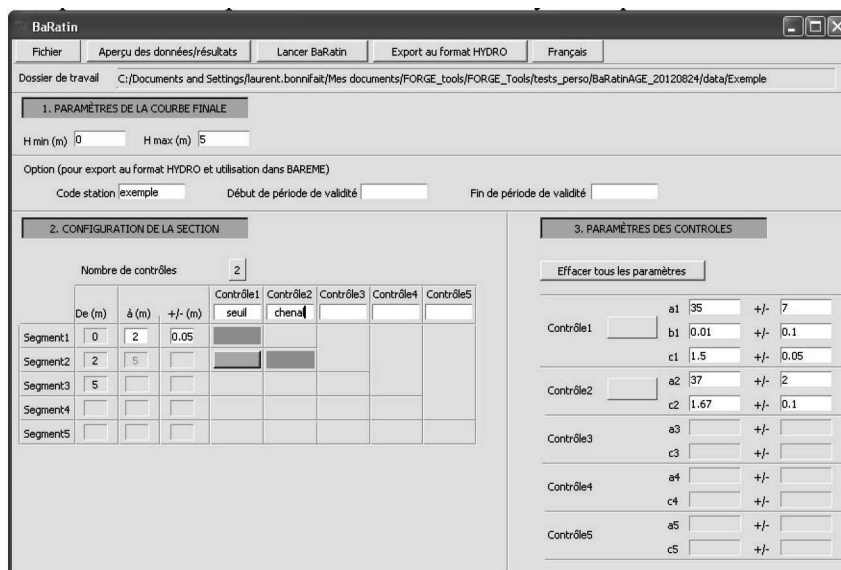 BaRatin
Fichier Aperçu des données/résultats Lancer BaRatin Export au format HYDRO Français
Dossier de travail C:/Documents and Settings/laurent.bonnifait/Mes documents/FORGE_tools/FORGE_Tools/tests_perso/BaRatinAGE_20120824/data/Exemple
1. PARAMÈTRES DE LA COURBE FINALE
H min (m) 0 H max (m) 5
Option (pour export au format HYDRO et utilisation dans BAREME)
Code station exemple Début de période de validité Fin de période de validité
2. CONFIGURATION DE LA SECTION
Nombre de contrôles 2
Contrôle1 Contrôle2 Contrôle3 Contrôle4 Contrôle5
De (m) à (m) +/- (m) seuil chenal
Segment1 0 2 0.05
Segment2 2 5
Segment3 5
Segment4
Segment5
3. PARAMÈTRES DES CONTROLES
Effacer tous les paramètres
Contrôle1
a1 35 +/- 7
b1 0.01 +/- 0.1
c1 1.5 +/- 0.05
Contrôle2
a2 37 +/- 2
c2 1.67 +/- 0.1
Contrôle3
a3 +/-
c3 +/-
Contrôle4
a4 +/-
c4 +/-
Contrôle5
a5 +/-
c5 +/-